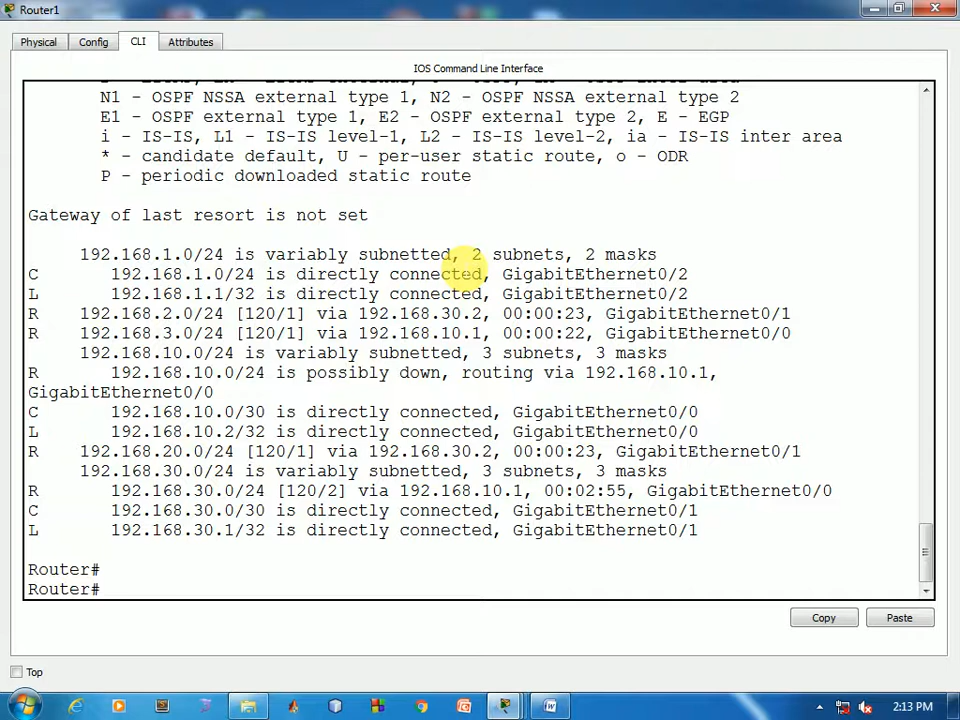 Router1
Physical Config CLI Attributes
IOS Command Line Interface
N1 - OSPF NSSA external type 1, N2 - OSPF NSSA external type 2
E1 - OSPF external type 1, E2 - OSPF external type 2, E - EGP
i - IS-IS, L1 - IS-IS level-1, L2 - IS-IS level-2, ia - IS-IS inter area
* - candidate default, U - per-user static route, o - ODR
P - periodic downloaded static route
Gateway of last resort is not set
192.168.1.0/24 is variably subnetted, 2 subnets, 2 masks
C 192.168.1.0/24 is directly connected, GigabitEthernet0/2
L 192.168.1.1/32 is directly connected, GigabitEthernet0/2
R 192.168.2.0/24 [120/1] via 192.168.30.2, 00:00:23, GigabitEthernet0/1
R 192.168.3.0/24 [120/1] via 192.168.10.1, 00:00:22, GigabitEthernet0/0
192.168.10.0/24 is variably subnetted, 3 subnets, 3 masks
R 192.168.10.0/24 is possibly down, routing via 192.168.10.1,
GigabitEthernet0/0
C 192.168.10.0/30 is directly connected, GigabitEthernet0/0
L 192.168.10.2/32 is directly connected, GigabitEthernet0/0
R 192.168.20.0/24 [120/1] via 192.168.30.2, 00:00:23, GigabitEthernet0/1
192.168.30.0/24 is variably subnetted, 3 subnets, 3 masks
R 192.168.30.0/24 [120/2] via 192.168.10.1, 00:02:55, GigabitEthernet0/0
C 192.168.30.0/30 is directly connected, GigabitEthernet0/1
L 192.168.30.1/32 is directly connected, GigabitEthernet0/1
Router#
Router#
Copy Paste
Top
2:13 PM